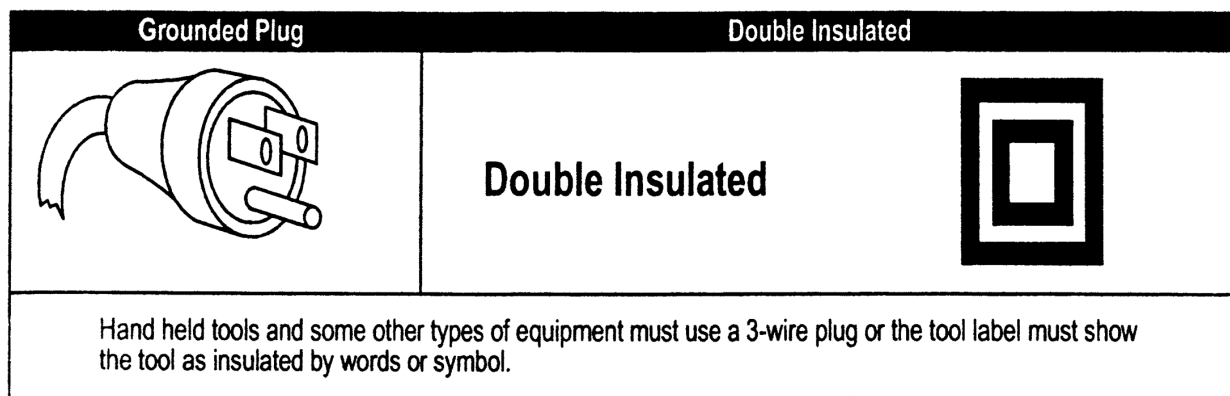 Grounded Plug
Double Insulated
Double Insulated
Hand held tools and some other types of equipment must use a 3-wire plug or the tool label must show
the tool as insulated by words or symbol.